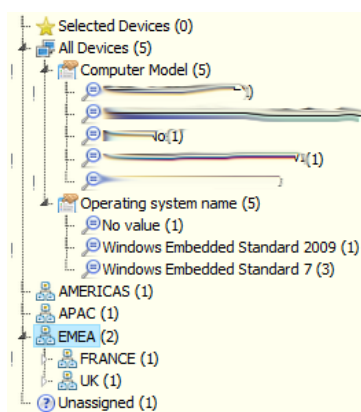 Selected Devices (0)
All Devices (5)
Computer Model (5)
(1)
(1)
Operating system name (5)
No value (1)
Windows Embedded Standard 2009 (1)
Windows Embedded Standard 7 (3)
AMERICAS (1)
APAC (1)
EMEA (2)
FRANCE (1)
UK (1)
Unassigned (1)